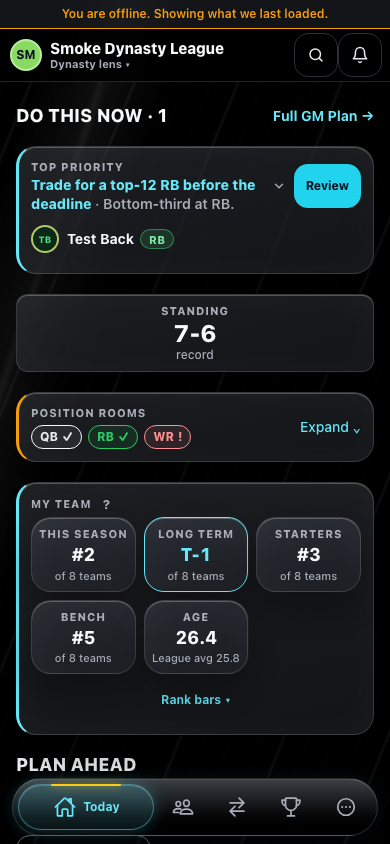 You are offline. Showing what we last loaded.
SM
Smoke Dynasty League
Dynasty lens ▾
DO THIS NOW · 1
Full GM Plan →
TOP PRIORITY
Trade for a top-12 RB before the
deadline · Bottom-third at RB.
Review
TB
Test Back
RB
STANDING
7-6
record
POSITION ROOMS
QB ✓
RB ✓
WR !
Expand ⌄
MY TEAM ?
THIS SEASON
#2
of 8 teams
LONG TERM
T-1
of 8 teams
STARTERS
#3
of 8 teams
BENCH
#5
of 8 teams
AGE
26.4
League avg 25.8
Rank bars ▾
PLAN AHEAD
Today